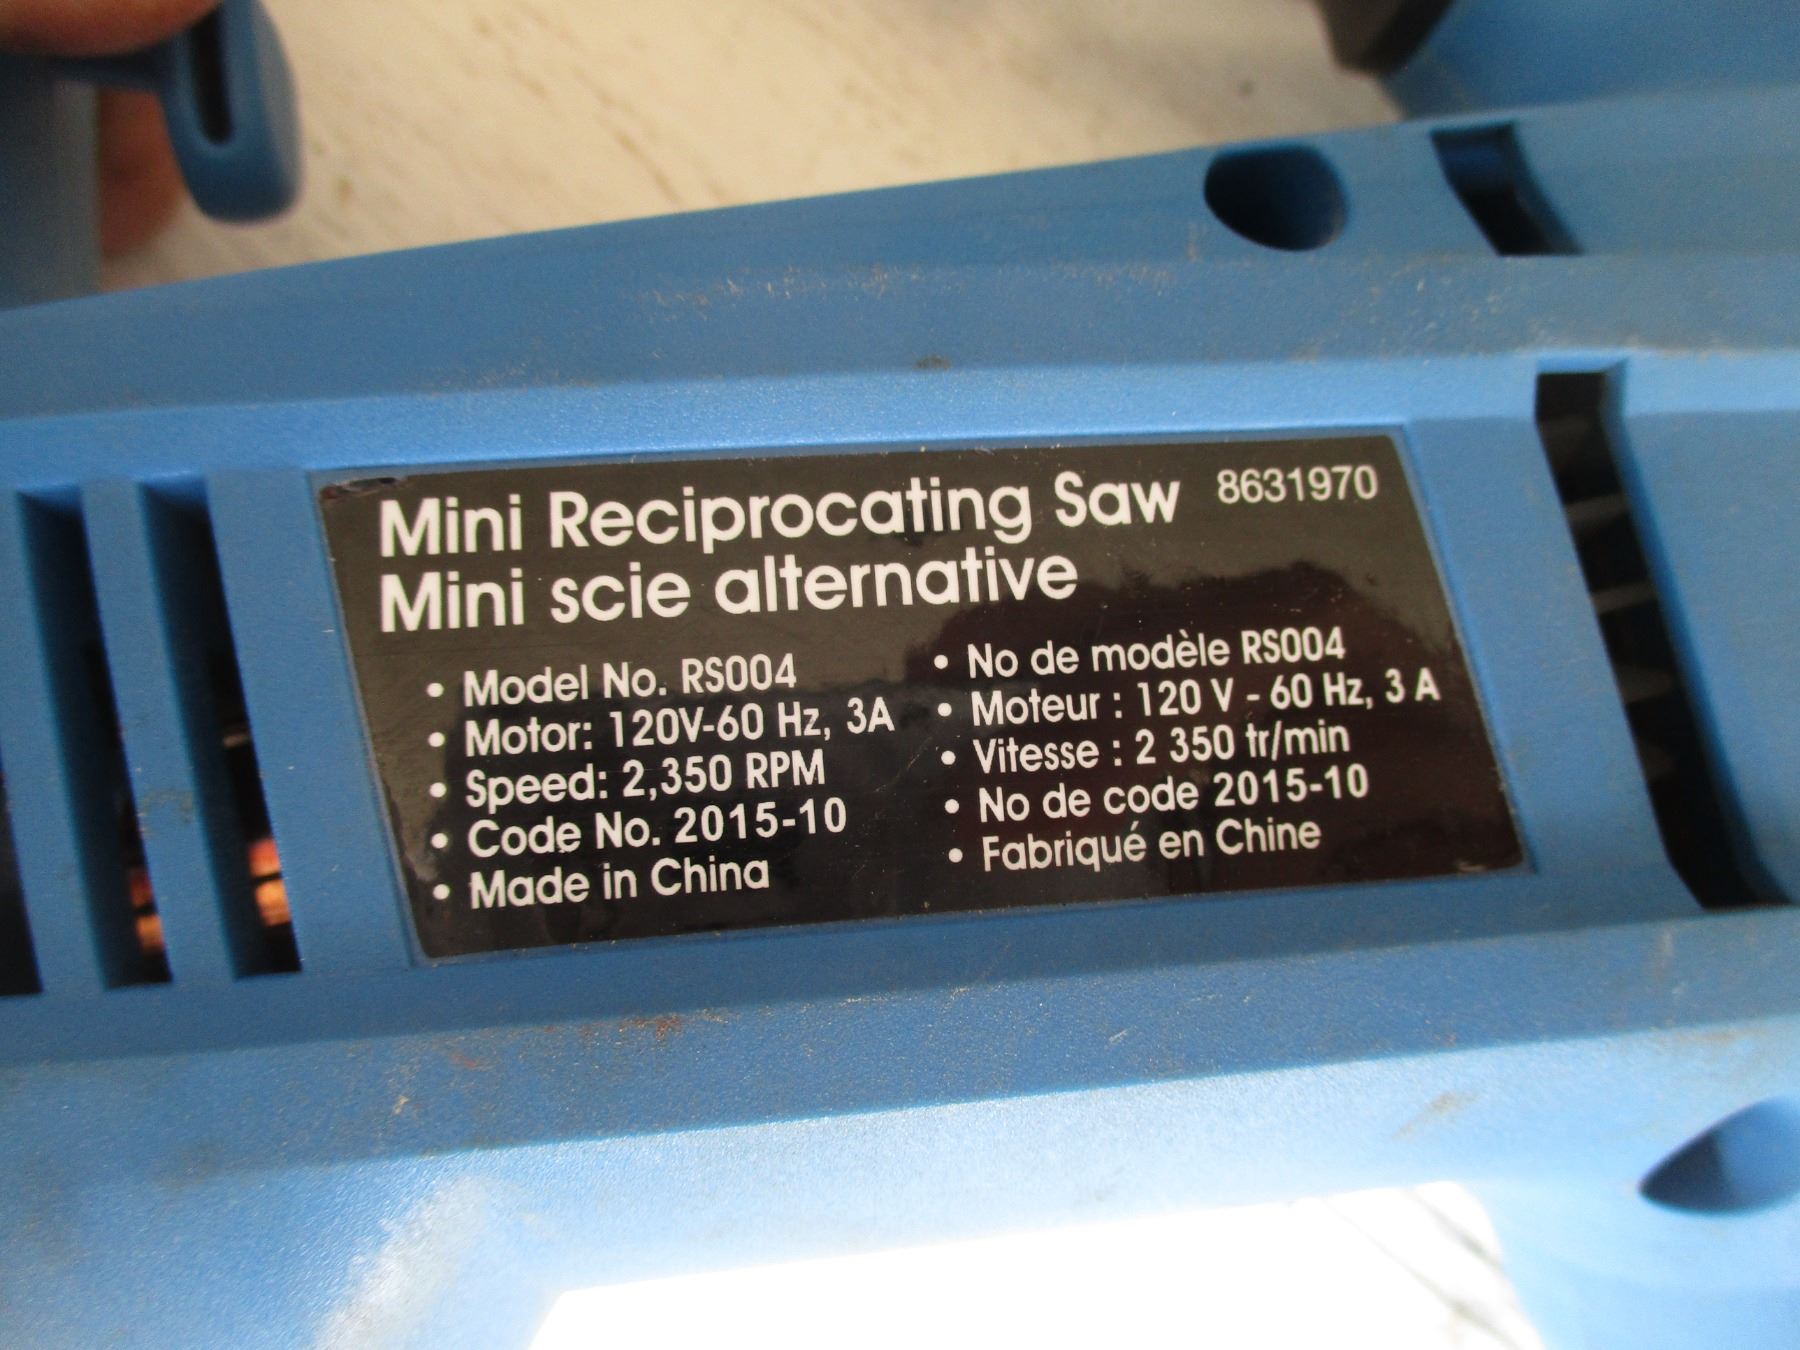 Mini Reciprocating Saw 8631970
Mini scie alternative
• Model No. RS004
• Motor: 120V-60 Hz, 3A
• Speed: 2,350 RPM
• Code No. 2015-10
• Made in China
• No de modèle RS004
• Moteur : 120 V - 60 Hz, 3 A
• Vitesse : 2 350 tr/min
• No de code 2015-10
• Fabriqué en Chine